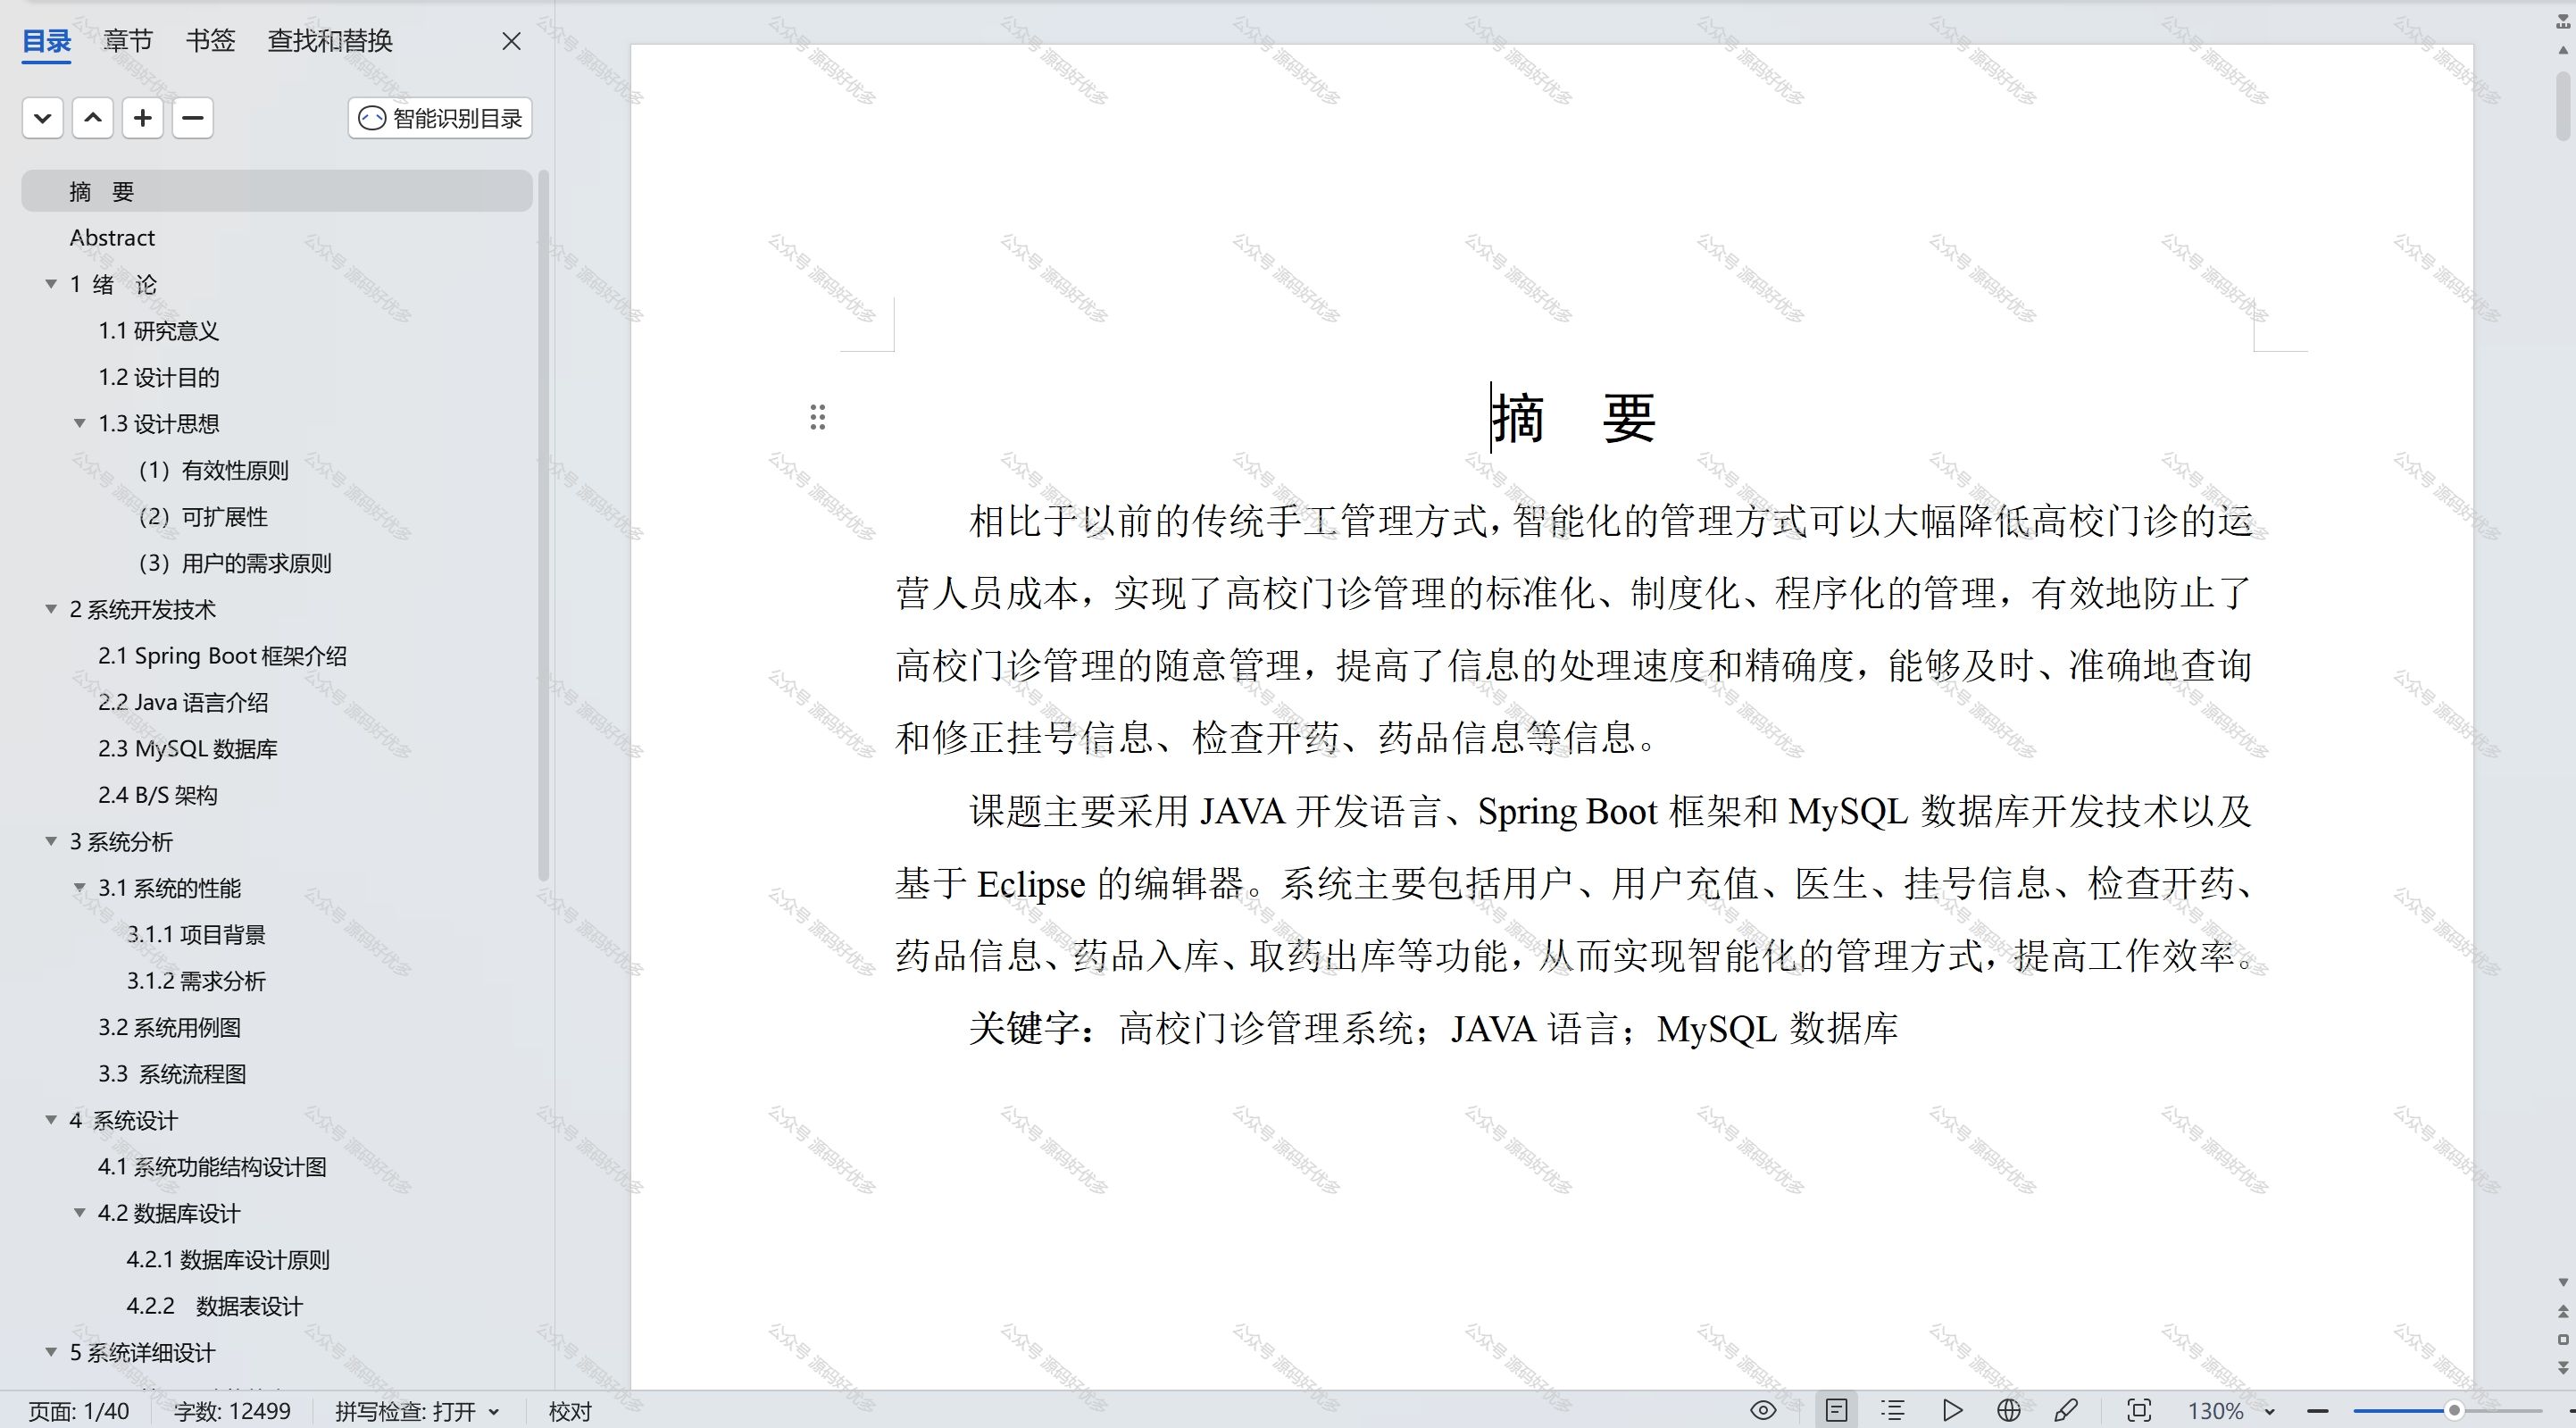 目录 章节 书签 查找和替换
智能识别目录
摘 要
Abstract
1 绪 论
1.1 研究意义
1.2 设计目的
1.3 设计思想
（1）有效性原则
（2）可扩展性
（3）用户的需求原则
2 系统开发技术
2.1 Spring Boot 框架介绍
2.2 Java 语言介绍
2.3 MySQL 数据库
2.4 B/S 架构
3 系统分析
3.1 系统的性能
3.1.1 项目背景
3.1.2 需求分析
3.2 系统用例图
3.3 系统流程图
4 系统设计
4.1 系统功能结构设计图
4.2 数据库设计
4.2.1 数据库设计原则
4.2.2 数据表设计
5 系统详细设计
摘 要
相比于以前的传统手工管理方式，智能化的管理方式可以大幅降低高校门诊的运
营人员成本，实现了高校门诊管理的标准化、制度化、程序化的管理，有效地防止了
高校门诊管理的随意管理，提高了信息的处理速度和精确度，能够及时、准确地查询
和修正挂号信息、检查开药、药品信息等信息。
课题主要采用 JAVA 开发语言、Spring Boot 框架和 MySQL 数据库开发技术以及
基于 Eclipse 的编辑器。系统主要包括用户、用户充值、医生、挂号信息、检查开药、
药品信息、药品入库、取药出库等功能，从而实现智能化的管理方式，提高工作效率。
关键字：高校门诊管理系统；JAVA 语言；MySQL 数据库
页面: 1/40 字数: 12499 拼写检查: 打开 校对 130%
公众号 源码好优多